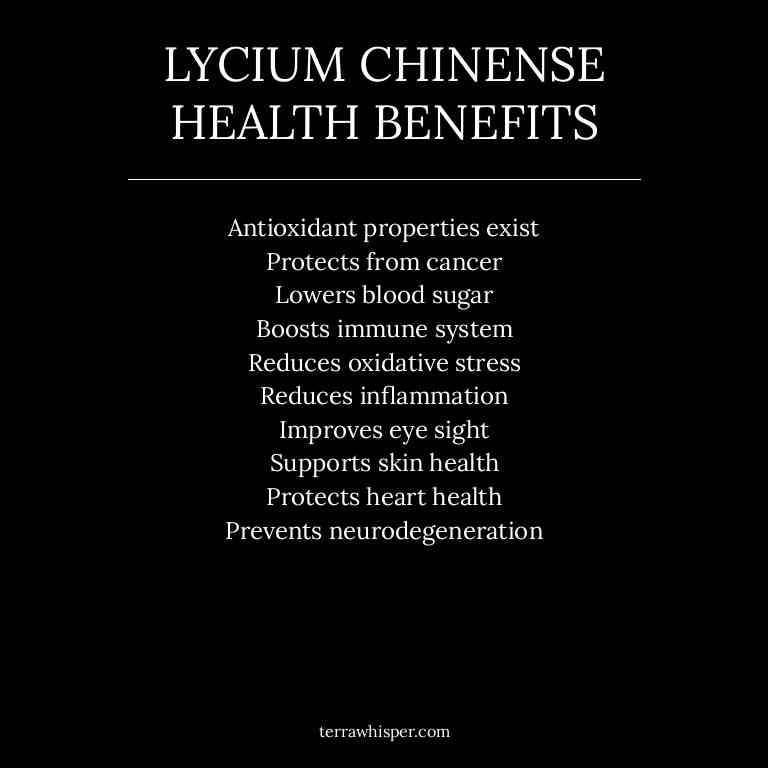 LYCIUM CHINENSE
HEALTH BENEFITS
Antioxidant properties exist
Protects from cancer
Lowers blood sugar
Boosts immune system
Reduces oxidative stress
Reduces inflammation
Improves eye sight
Supports skin health
Protects heart health
Prevents neurodegeneration
terrawhisper.com